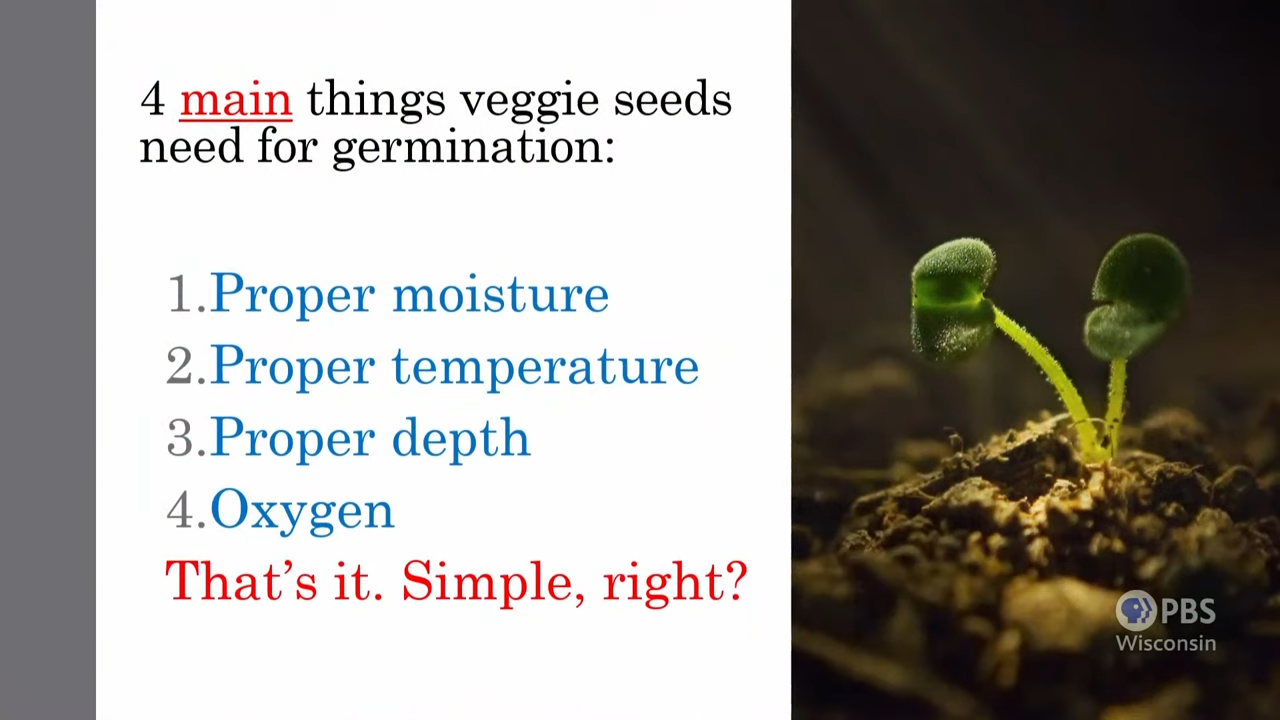 4 main things veggie seeds
need for germination:
1.Proper moisture
2.Proper temperature
3.Proper depth
4.Oxygen
That’s it. Simple, right?
PBS
Wisconsin